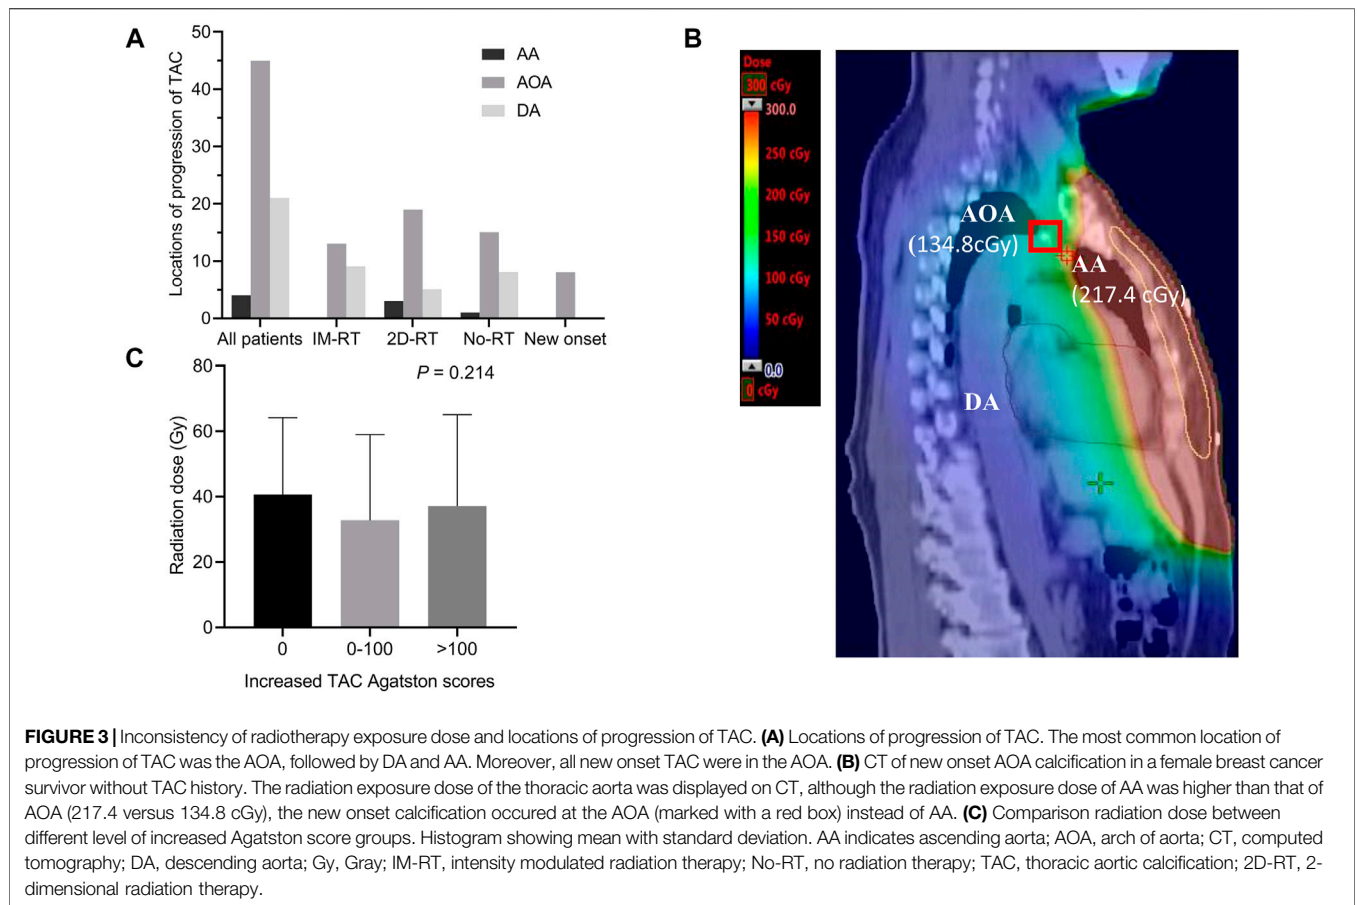 A
Locations of progression of TAC
50
40
30
20
10
0
AA
AOA
DA
All patients IM-RT 2D-RT No-RT New onset
B
Dose
300 cGy
300.0
250 cGy
200 cGy
150 cGy
100 cGy
50 cGy
0.0
0 cGy
AOA
(134.8cGy)
AA
(217.4 cGy)
DA
C
Radiation dose (Gy)
80
60
40
20
0
P = 0.214
0 0-100 >100
Increased TAC Agatston scores
FIGURE 3 | Inconsistency of radiotherapy exposure dose and locations of progression of TAC. (A) Locations of progression of TAC. The most common location of
progression of TAC was the AOA, followed by DA and AA. Moreover, all new onset TAC were in the AOA. (B) CT of new onset AOA calcification in a female breast cancer
survivor without TAC history. The radiation exposure dose of the thoracic aorta was displayed on CT, although the radiation exposure dose of AA was higher than that of
AOA (217.4 versus 134.8 cGy), the new onset calcification occured at the AOA (marked with a red box) instead of AA. (C) Comparison radiation dose between
different level of increased Agatston score groups. Histogram showing mean with standard deviation. AA indicates ascending aorta; AOA, arch of aorta; CT, computed
tomography; DA, descending aorta; Gy, Gray; IM-RT, intensity modulated radiation therapy; No-RT, no radiation therapy; TAC, thoracic aortic calcification; 2D-RT, 2-
dimensional radiation therapy.